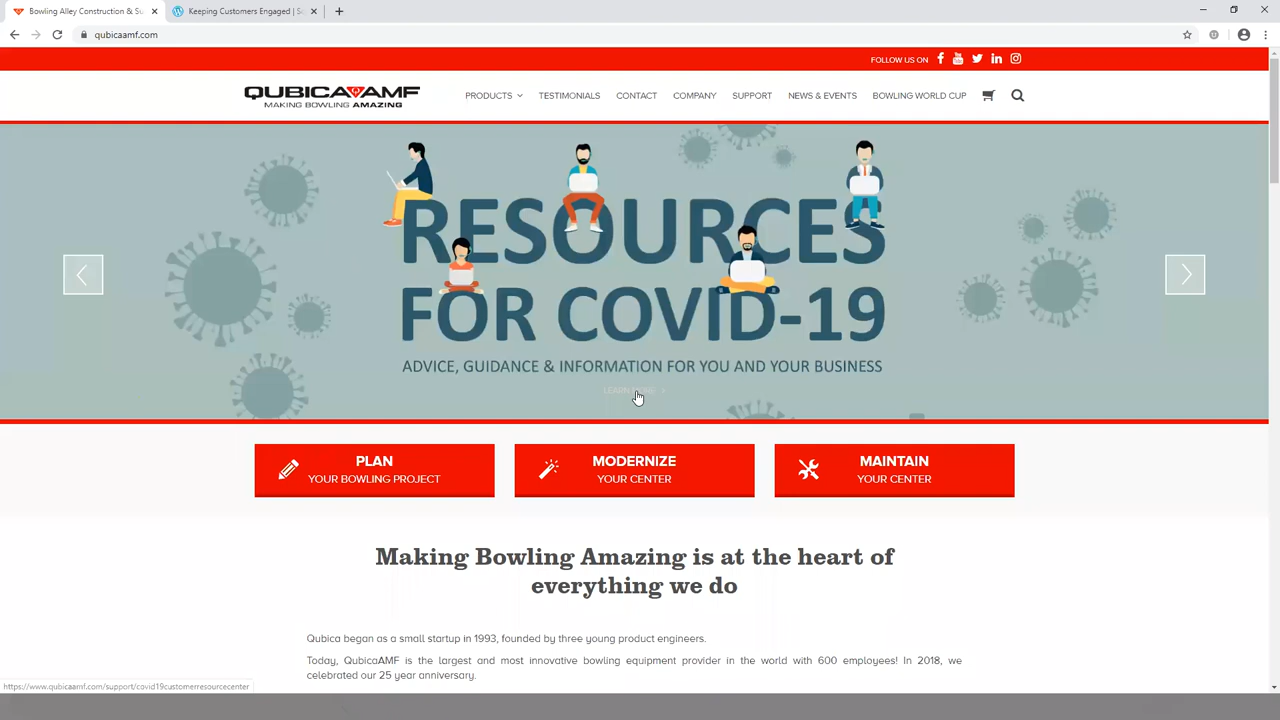 Bowling Alley Construction & Su
Keeping Customers Engaged | So
qubicaamf.com
FOLLOW US ON
QUBICAAMF
MAKING BOWLING AMAZING
PRODUCTS TESTIMONIALS CONTACT COMPANY SUPPORT NEWS & EVENTS BOWLING WORLD CUP
RESOURCES
FOR COVID-19
ADVICE, GUIDANCE & INFORMATION FOR YOU AND YOUR BUSINESS
LEARN MORE
PLAN
YOUR BOWLING PROJECT
MODERNIZE
YOUR CENTER
MAINTAIN
YOUR CENTER
Making Bowling Amazing is at the heart of
everything we do
Qubica began as a small startup in 1993, founded by three young product engineers.
Today, QubicaAMF is the largest and most innovative bowling equipment provider in the world with 600 employees! In 2018, we
celebrated our 25 year anniversary.
https://www.qubicaamf.com/support/covid19customerresourcecenter